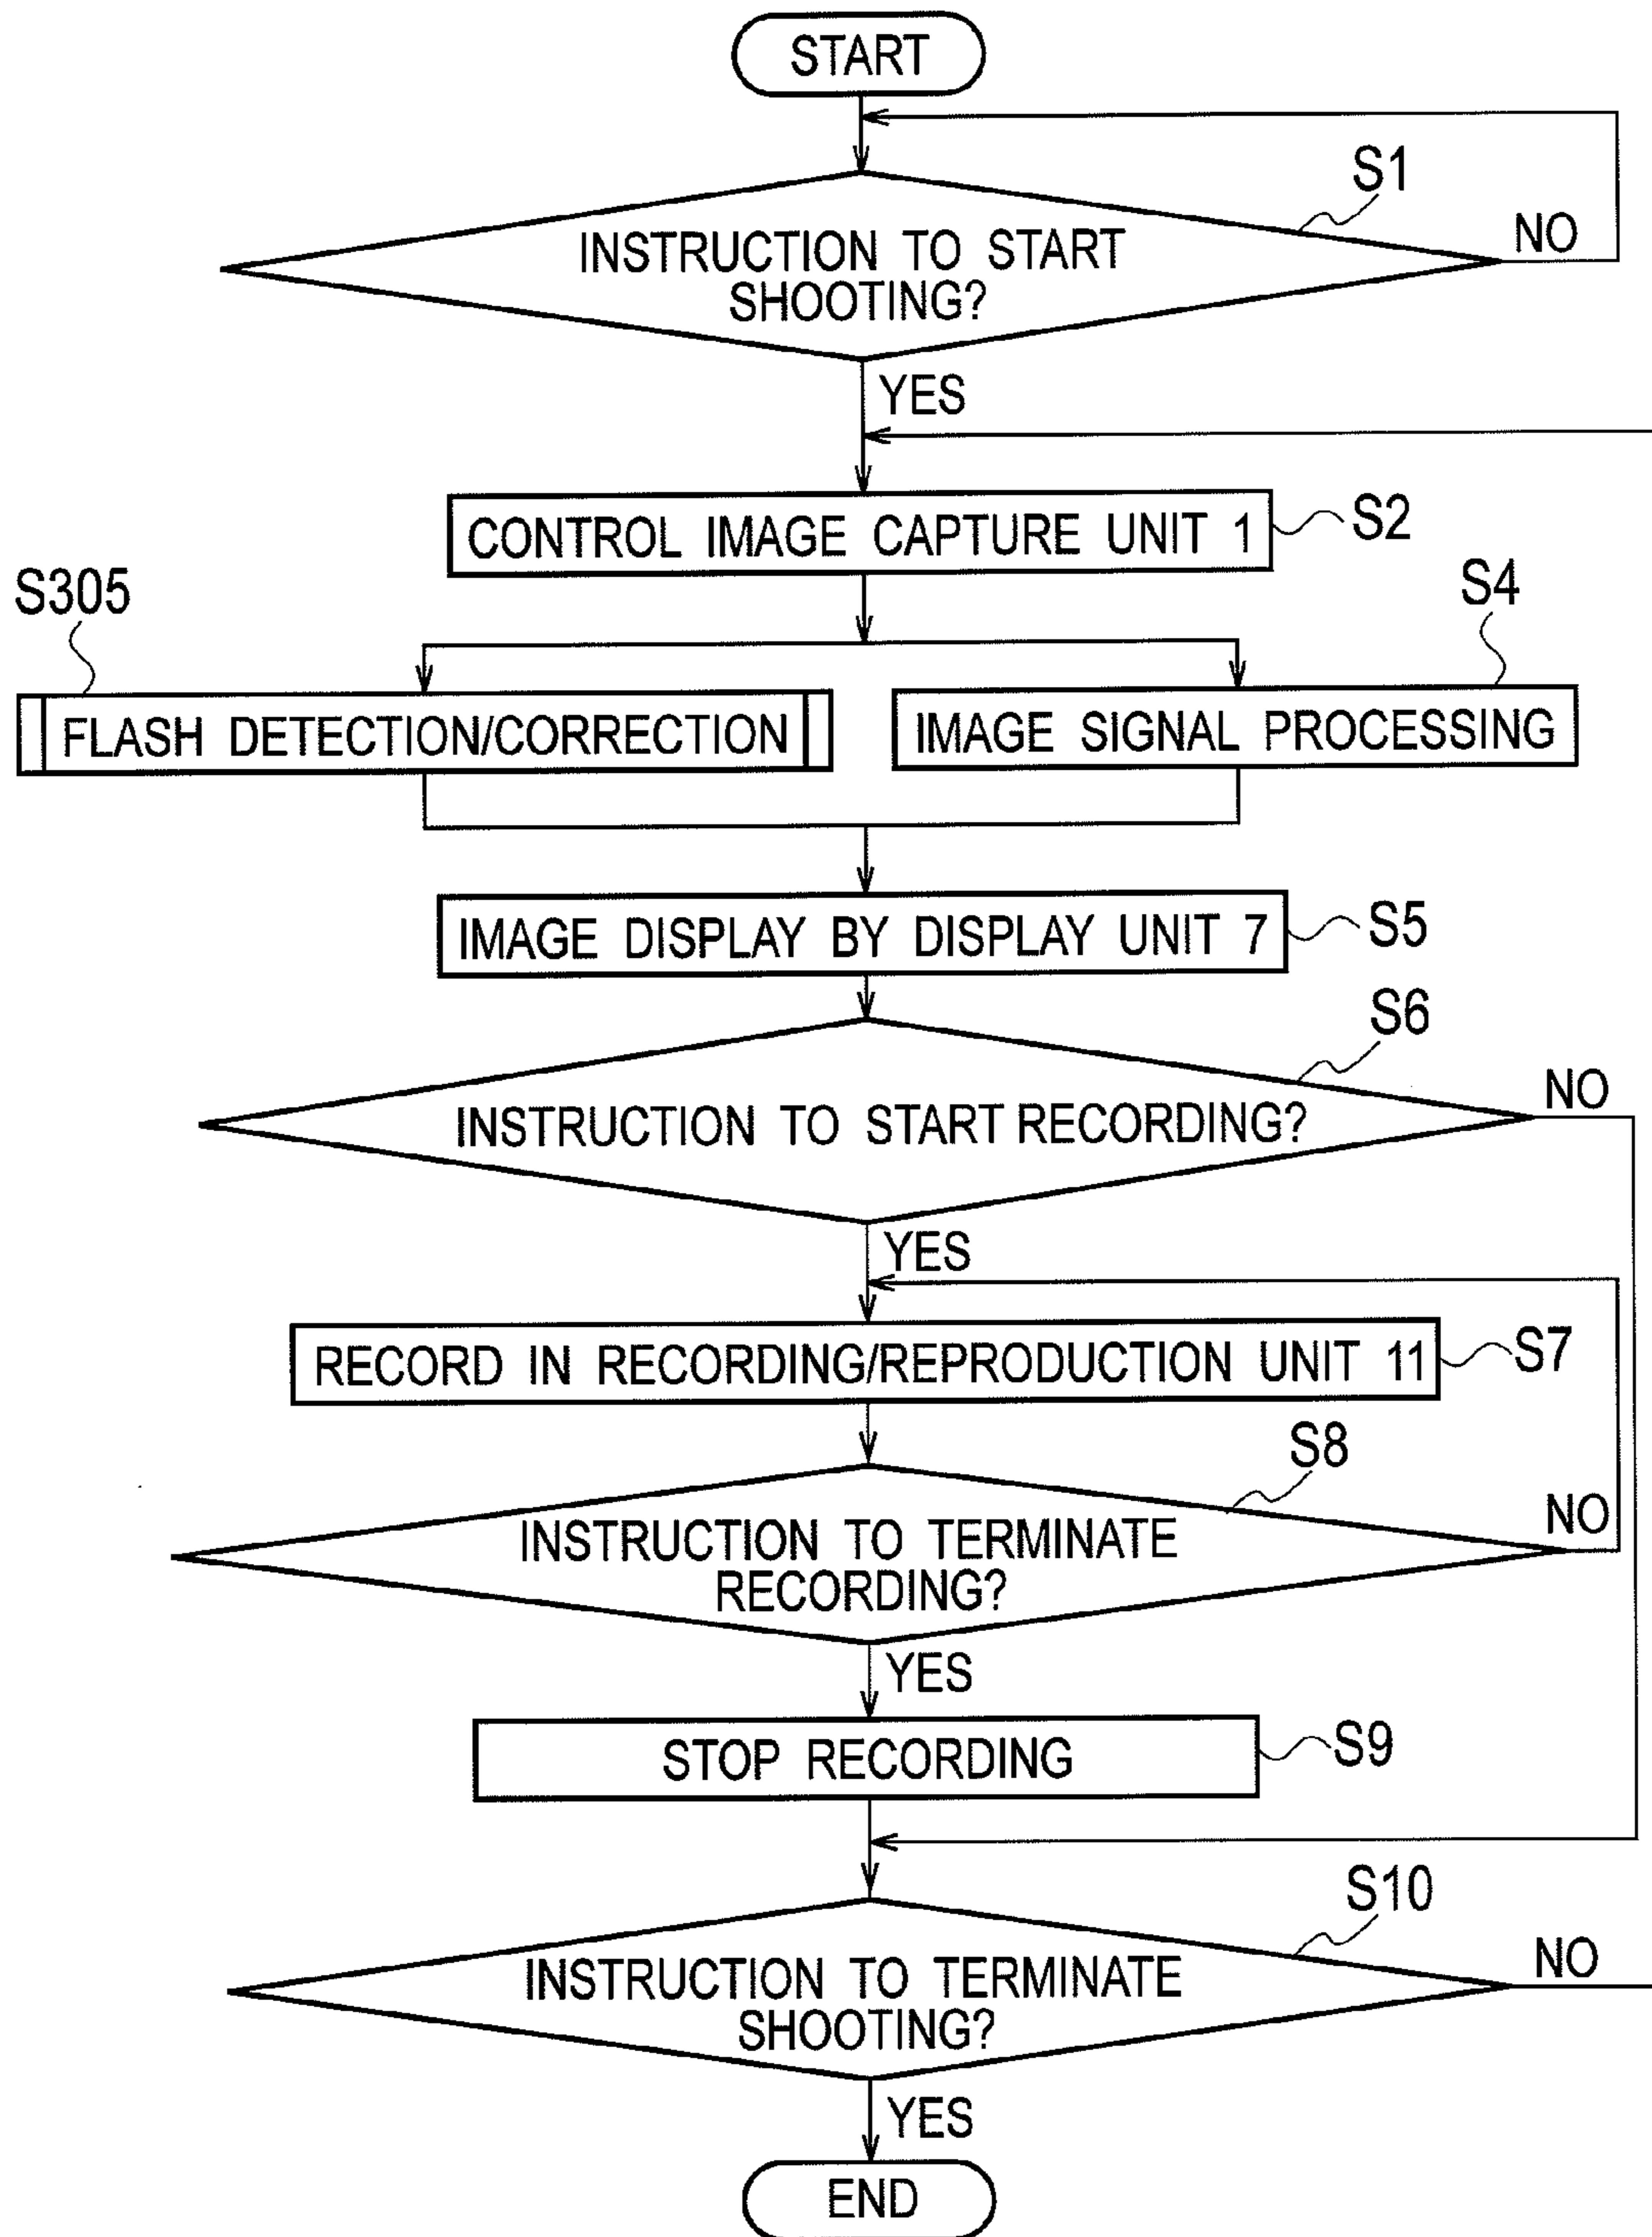 START
S1
INSTRUCTION TO START
SHOOTING?
NO
YES
CONTROL IMAGE CAPTURE UNIT 1
S2
S305
S4
FLASH DETECTION/CORRECTION
IMAGE SIGNAL PROCESSING
IMAGE DISPLAY BY DISPLAY UNIT 7
S5
S6
INSTRUCTION TO START RECORDING?
NO
YES
RECORD IN RECORDING/REPRODUCTION UNIT 11
S7
S8
INSTRUCTION TO TERMINATE
RECORDING?
NO
YES
STOP RECORDING
S9
S10
INSTRUCTION TO TERMINATE
SHOOTING?
NO
YES
END